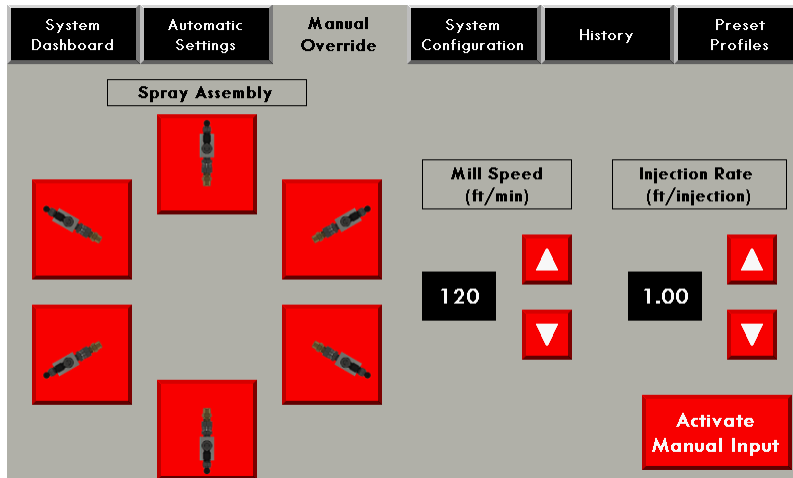 System
Dashboard
Automatic
Settings
Manual
Override
System
Configuration
History
Preset
Profiles
Spray Assembly
Mill Speed
(ft/min)
Injection Rate
(ft/injection)
120
1.00
Activate
Manual Input